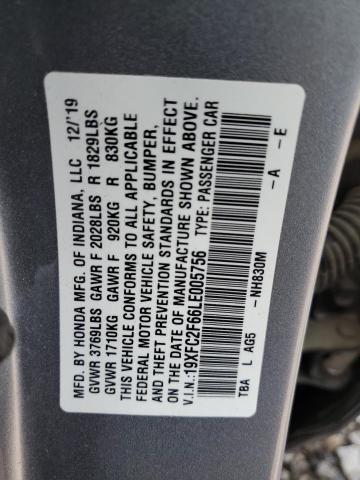 MFD. BY HONDA MFG. OF INDIANA, LLC 12/'19
GVWR 3769LBS GAWR F 2028LBS R 1829LBS
GVWR 1710KG GAWR F 920KG R 830KG
THIS VEHICLE CONFORMS TO ALL APPLICABLE
FEDERAL MOTOR VEHICLE SAFETY, BUMPER,
AND THEFT PREVENTION STANDARDS IN EFFECT
ON THE DATE OF MANUFACTURE SHOWN ABOVE.
V.I.N.:19XFC2F66LE005756 TYPE: PASSENGER CAR
TBA L AG5 -NH830M -A -E